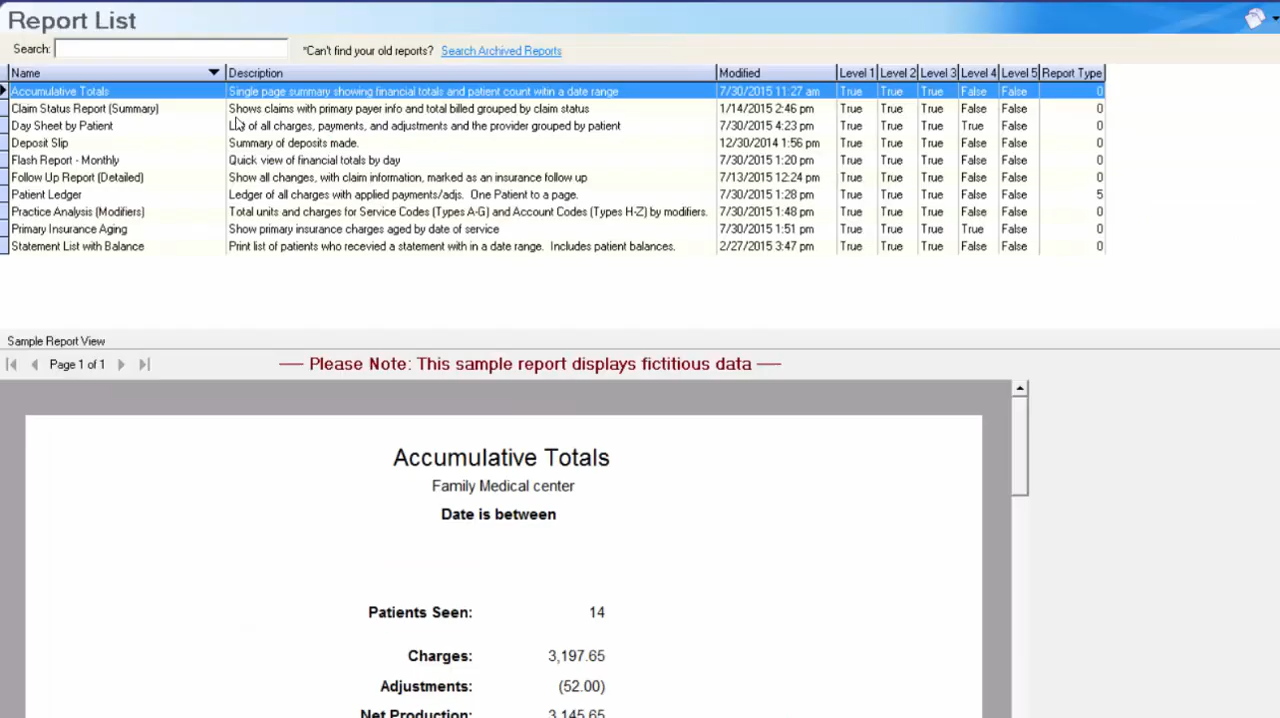 Report List
Search: *Can't find your old reports? Search Archived Reports
Name Description Modified Level 1 Level 2 Level 3 Level 4 Level 5 Report Type
Accumulative Totals Single page summary showing financial totals and patient count wtin a date range 7/30/2015 11:27 am True True True False False 0
Claim Status Report (Summary) Shows claims with primary payer info and total billed grouped by claim status 1/14/2015 2:46 pm True True True False False 0
Day Sheet by Patient of all charges, payments, and adjustments and the provider grouped by patient 7/30/2015 4:23 pm True True True True False 0
Deposit Slip Summary of deposits made. 12/30/2014 1:56 pm True True True False False 0
Flash Report - Monthly Quick view of financial totals by day 7/30/2015 1:20 pm True True True False False 0
Follow Up Report (Detailed) Show all changes, with claim information, marked as an insurance follow up 7/13/2015 12:24 pm True True True False False 0
Patient Ledger Ledger of all charges with applied payments/adjs. One Patient to a page. 7/30/2015 1:28 pm True True True False False 5
Practice Analysis (Modifiers) Total units and charges for Service Codes (Types A-G) and Account Codes (Types H-Z) by modifiers. 7/30/2015 1:48 pm True True True False False 0
Primary Insurance Aging Show primary insurance charges aged by date of service 7/30/2015 1:51 pm True True True True False 0
Statement List with Balance Print list of patients who recevied a statement with in a date range. Includes patient balances. 2/27/2015 3:47 pm True True True False False 0
Sample Report View
Page 1 of 1 — Please Note: This sample report displays fictitious data —
Accumulative Totals
Family Medical center
Date is between
Patients Seen: 14
Charges: 3,197.65
Adjustments: (52.00)
Net Production: 3,145.65